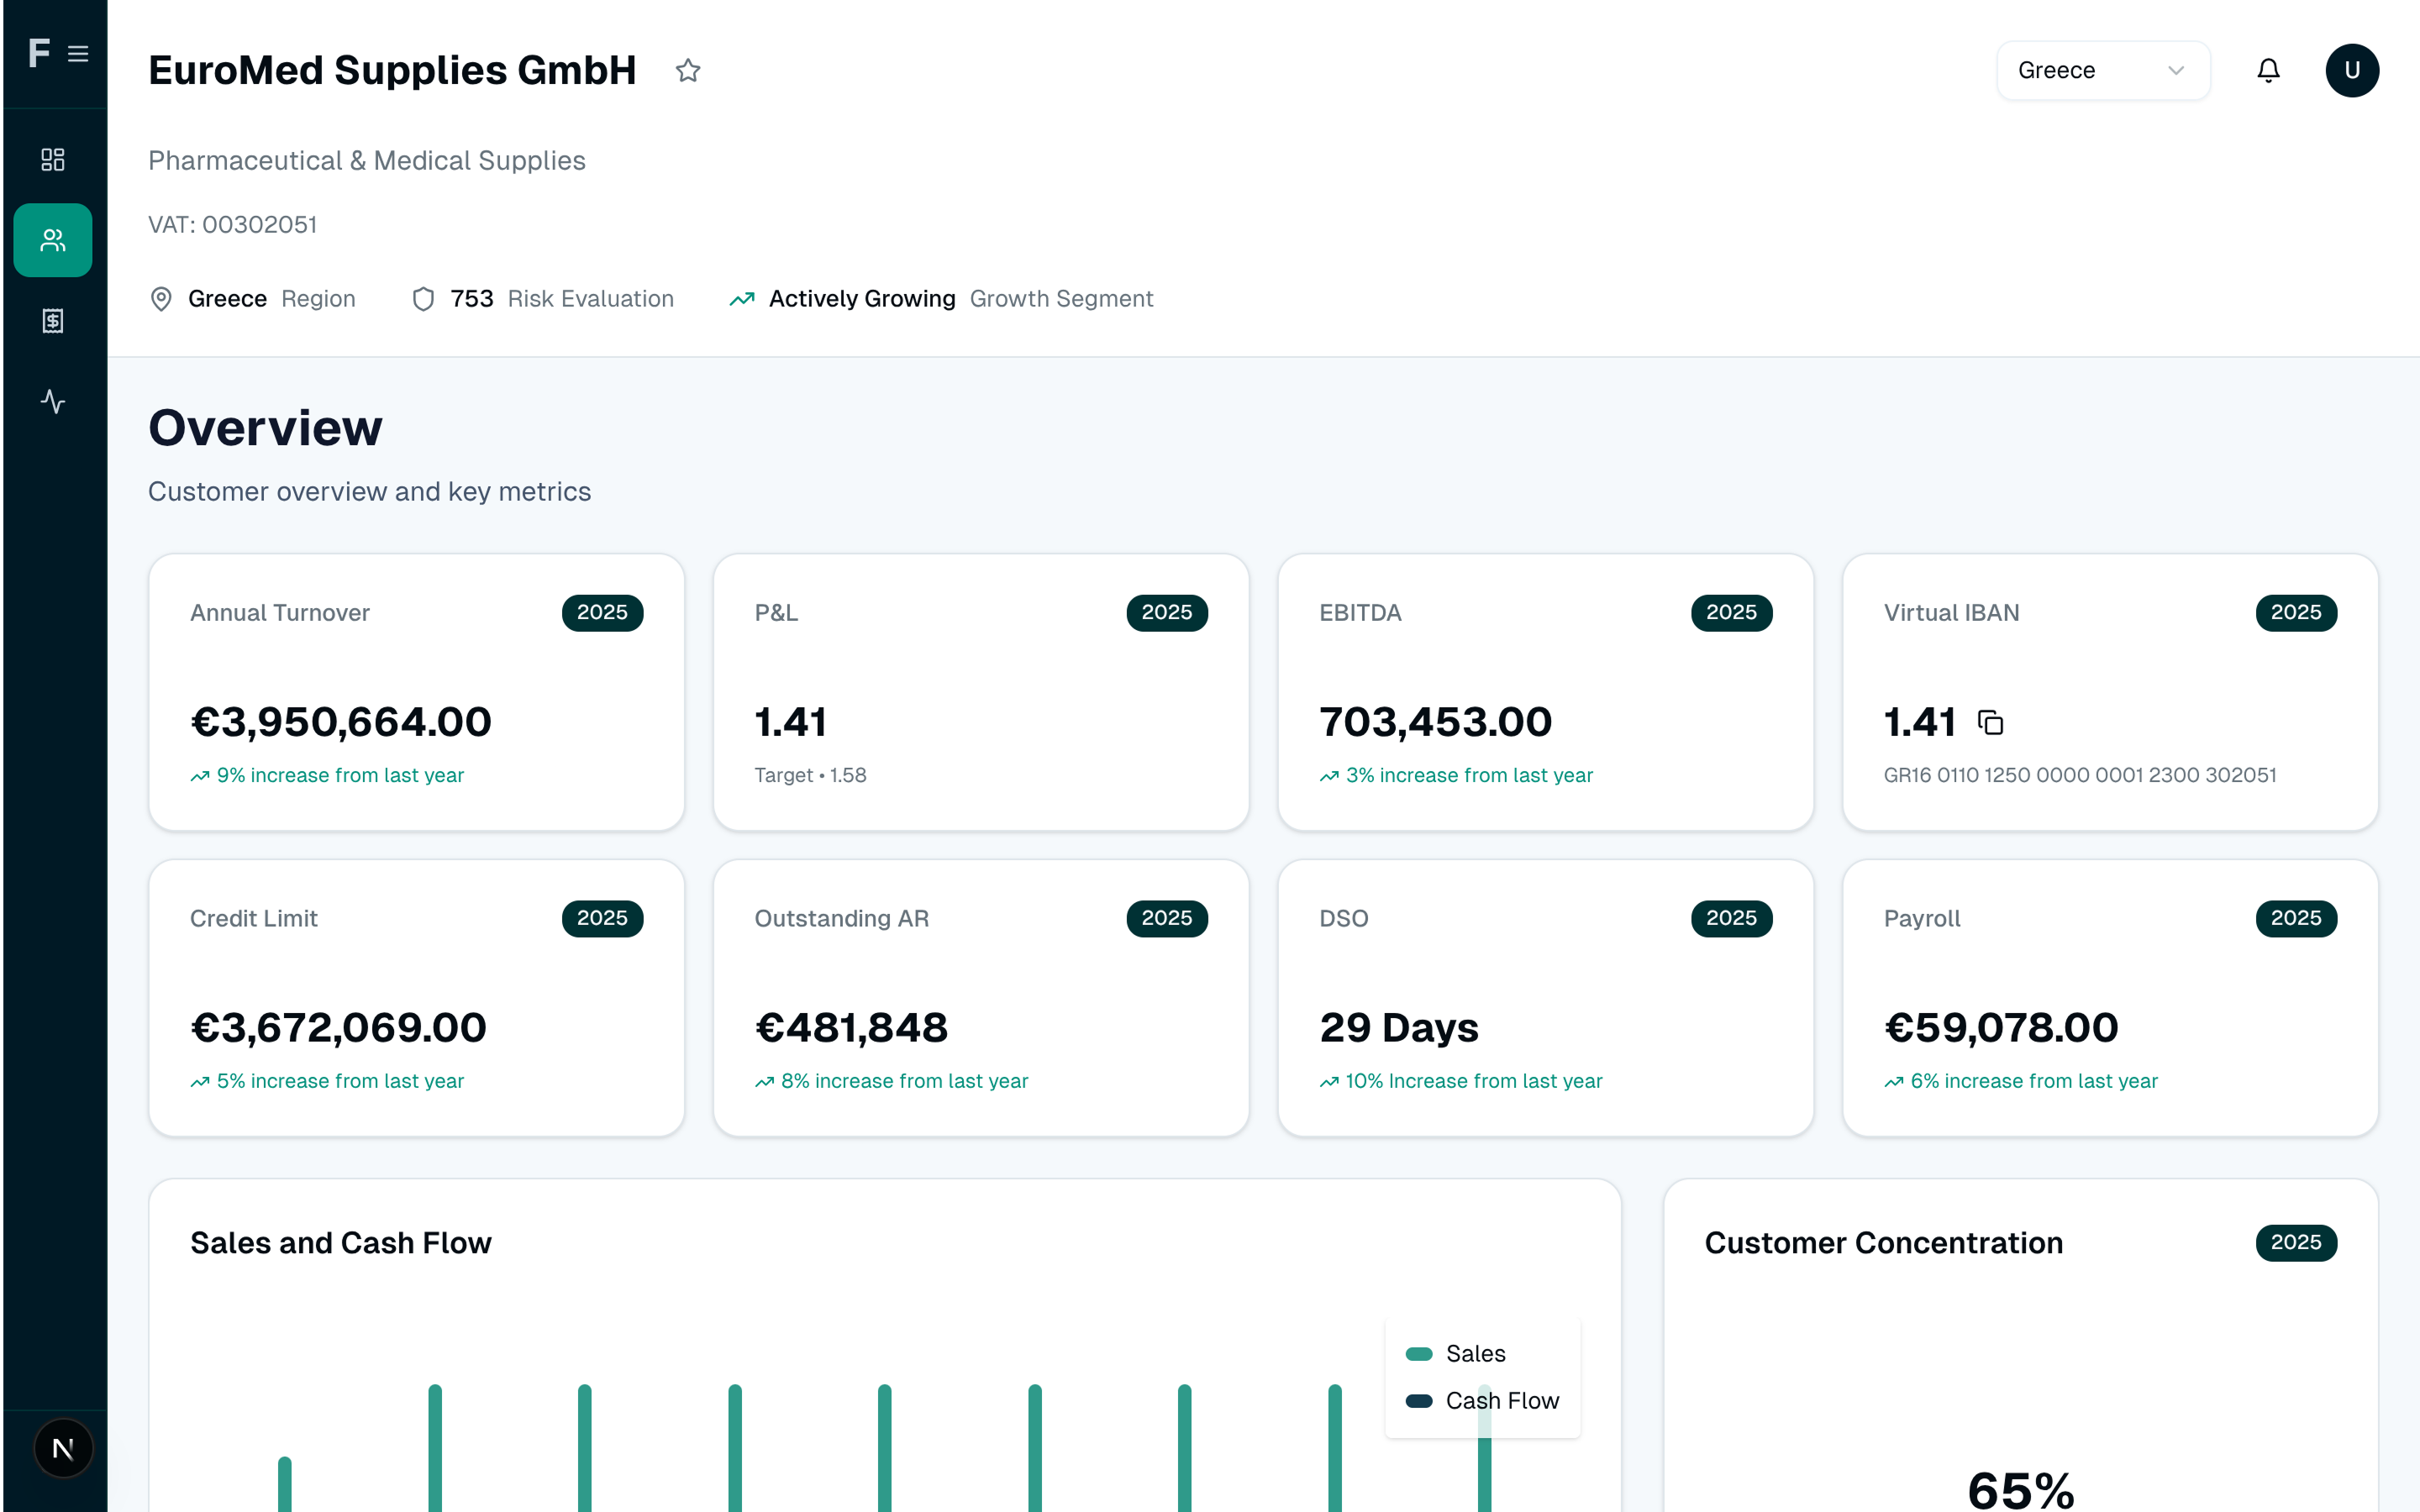 F
EuroMed Supplies GmbH
Greece
U
Pharmaceutical & Medical Supplies
VAT: 00302051
Greece Region
753 Risk Evaluation
Actively Growing Growth Segment
Overview
Customer overview and key metrics
Annual Turnover
2025
€3,950,664.00
9% increase from last year
P&L
2025
1.41
Target • 1.58
EBITDA
2025
703,453.00
3% increase from last year
Virtual IBAN
2025
1.41
GR16 0110 1250 0000 0001 2300 302051
Credit Limit
2025
€3,672,069.00
5% increase from last year
Outstanding AR
2025
€481,848
8% increase from last year
DSO
2025
29 Days
10% Increase from last year
Payroll
2025
€59,078.00
6% increase from last year
Sales and Cash Flow
Sales
Cash Flow
Customer Concentration
2025
65%
N